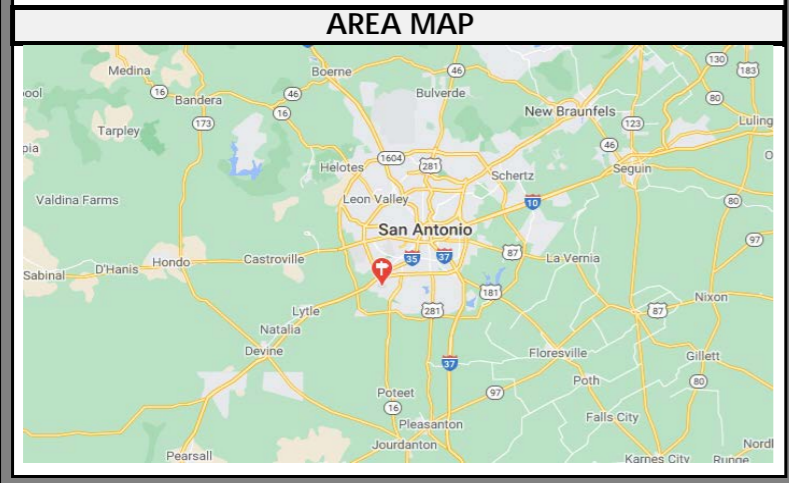 AREA MAP
130
183
Medina
Boerne
46
ool
16
Bandera
46
Bulverde
80
16
New Braunfels
173
123
Luling
Tarpley
46
pia
1604
281
Helotes
Schertz
Seguin
O
Valdina Farms
Leon Valley
10
80
San Antonio
97
87
35
37
La Vernia
Castroville
Hondo
D'Hanis
Sabinal
181
Nixon
Lytle
281
87
Natalia
Devine
Floresville
Gillett
37
Poth
80
Poteet
97
16
Falls City
Pleasanton
Jourdanton
Nordl
Pearsall
Karnes City
Runge